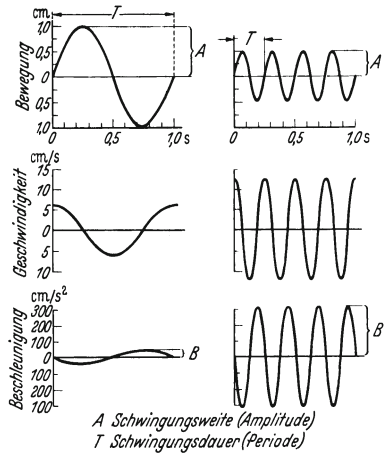 cm
T
A
T
A
Bewegung
1,0
0,5
0
0,5
1,0
0 0,5 1,0 s
0 0,5 1,0 s
cm/s
Geschwindigkeit
15
10
5
0
5
10
cm/s²
Beschleunigung
300
200
100
0
100
200
100
B
B
A Schwingungsweite (Amplitude)
T Schwingungsdauer (Periode)